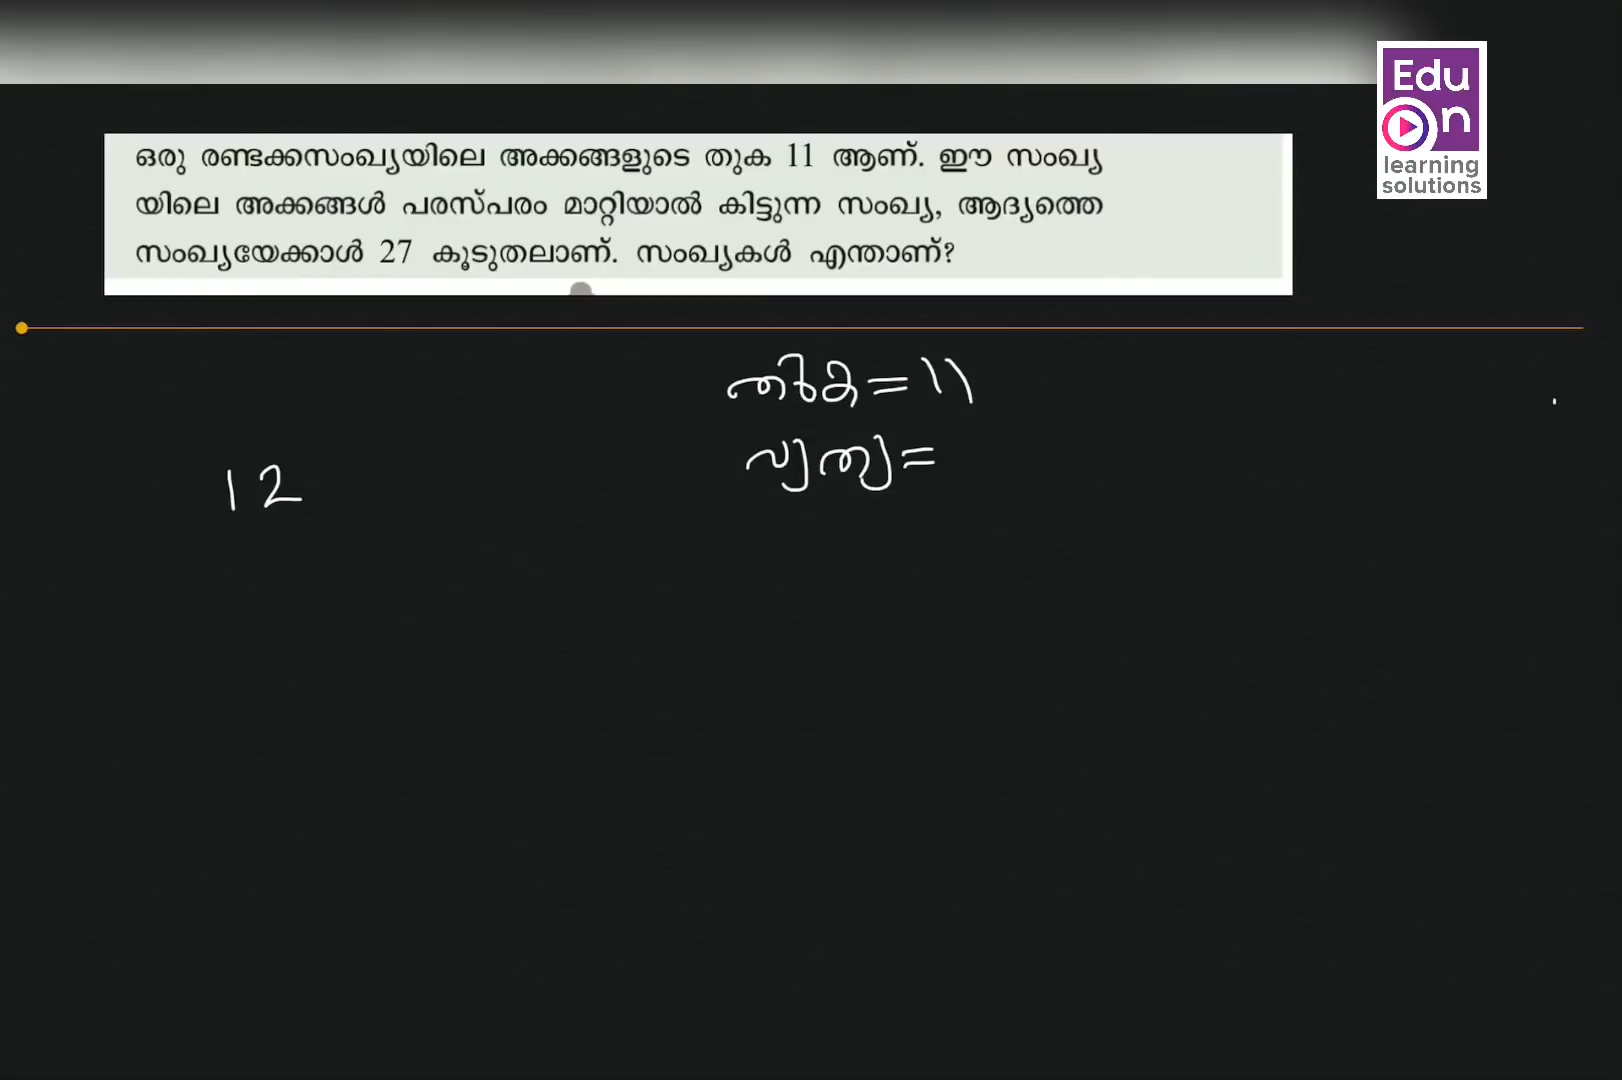 Edu
On
learning
solutions
ഒരു രണ്ടക്കസംഖ്യയിലെ അക്കങ്ങളുടെ തുക 11 ആണ്. ഈ സംഖ്യ
യിലെ അക്കങ്ങൾ പരസ്പരം മാറ്റിയാൽ കിട്ടുന്ന സംഖ്യ, ആദ്യത്തെ
സംഖ്യയേക്കാൾ 27 കൂടുതലാണ്. സംഖ്യകൾ എന്താണ്?
തുക = 11
വ്യത്യ =
12